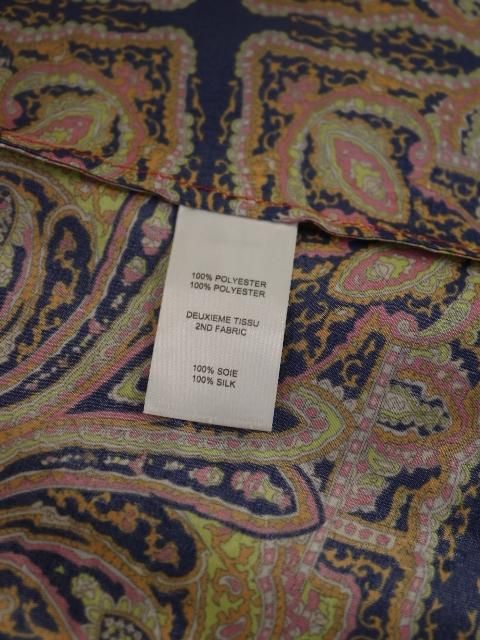 100% POLYESTER
100% POLYESTER
DEUXIEME TISSU
2ND FABRIC
100% SOIE
100% SILK